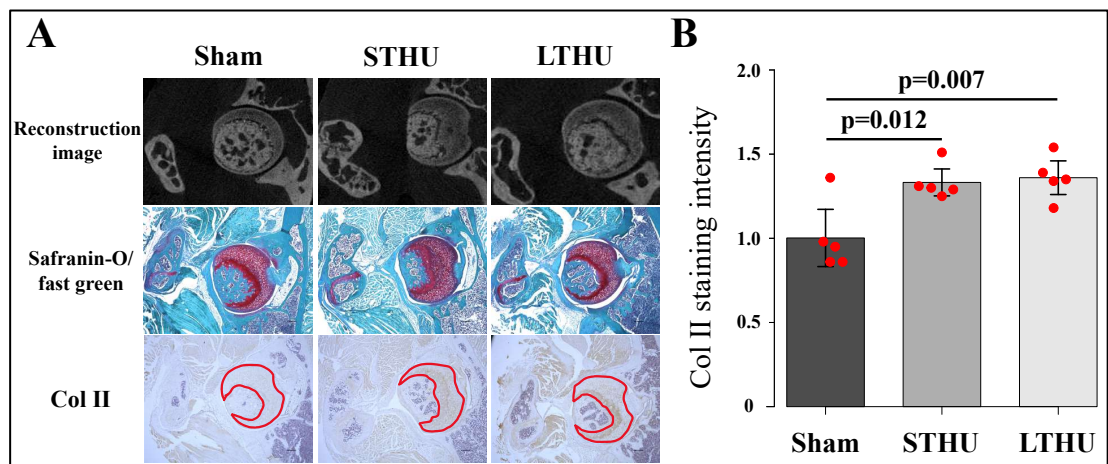 A
B
Sham
STHU
LTHU
Reconstruction
image
Safranin-O/
fast green
Col II
Col II staining intensity
2.0
1.5
1.0
0.5
0
p=0.007
p=0.012
Sham
STHU
LTHU